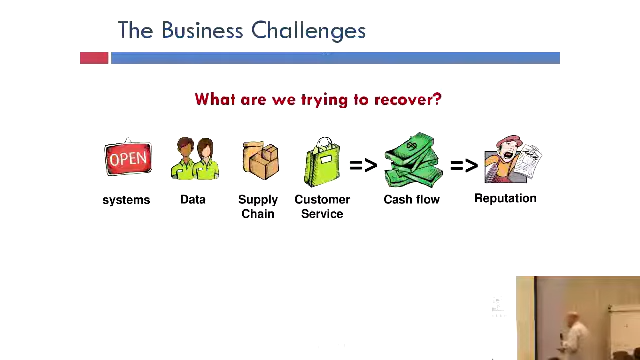 The Business Challenges
What are we trying to recover?
OPEN
=> =>
systems Data Supply Customer Cash flow Reputation
Chain Service